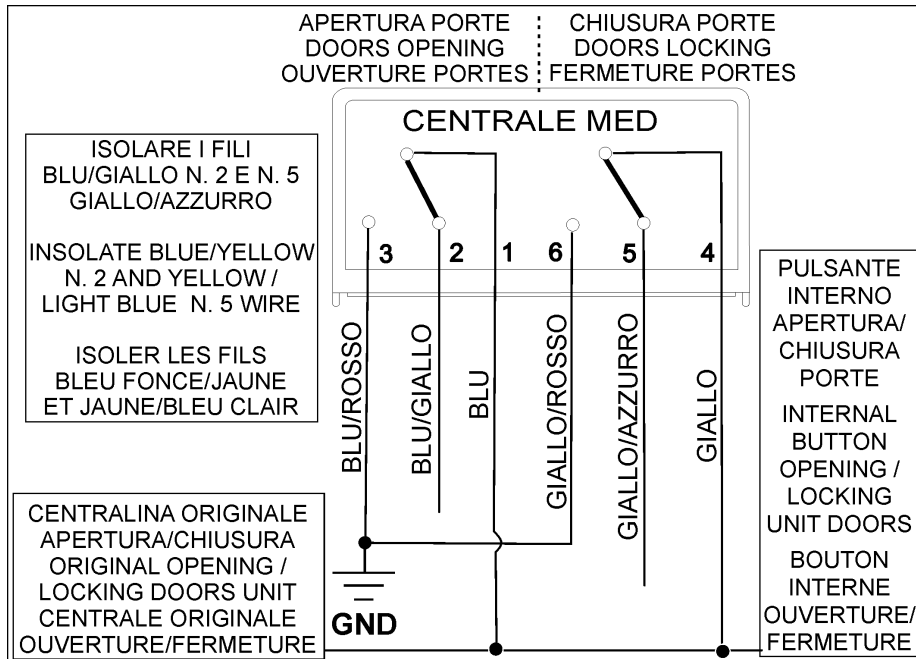 APERTURA PORTE
DOORS OPENING
OUVERTURE PORTES
CHIUSURA PORTE
DOORS LOCKING
FERMETURE PORTES
CENTRALE MED
3
2
1
6
5
4
ISOLARE I FILI
BLU/GIALLO N. 2 E N. 5
GIALLO/AZZURRO
INSOLATE BLUE/YELLOW
N. 2 AND YELLOW /
LIGHT BLUE N. 5 WIRE
ISOLER LES FILS
BLEU FONCE/JAUNE
ET JAUNE/BLEU CLAIR
BLU/ROSSO
BLU/GIALLO
BLU
GIALLO/ROSSO
GIALLO/AZZURRO
GIALLO
PULSANTE
INTERNO
APERTURA/
CHIUSURA
PORTE
INTERNAL
BUTTON
OPENING /
LOCKING
UNIT DOORS
BOUTON
INTERNE
OUVERTURE/
FERMETURE
CENTRALINA ORIGINALE
APERTURA/CHIUSURA
ORIGINAL OPENING /
LOCKING DOORS UNIT
CENTRALE ORIGINALE
OUVERTURE/FERMETURE
GND